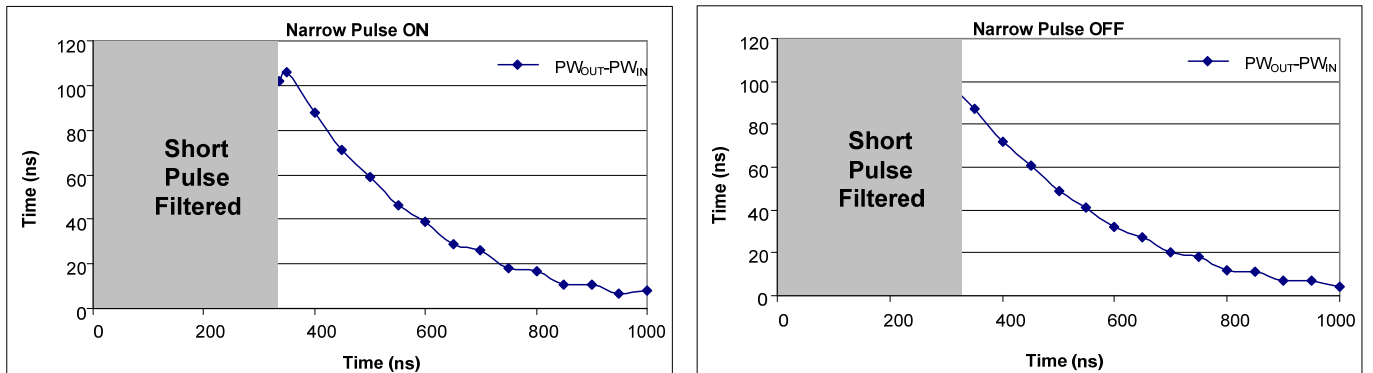 Narrow Pulse ON
120
100
80
60
40
20
0
Time (ns)
Short
Pulse
Filtered
PWOUT-PWIN
0 200 400 600 800 1000
Time (ns)
Narrow Pulse OFF
120
100
80
60
40
20
0
Time (ns)
Short
Pulse
Filtered
PWOUT-PWIN
0 200 400 600 800 1000
Time (ns)